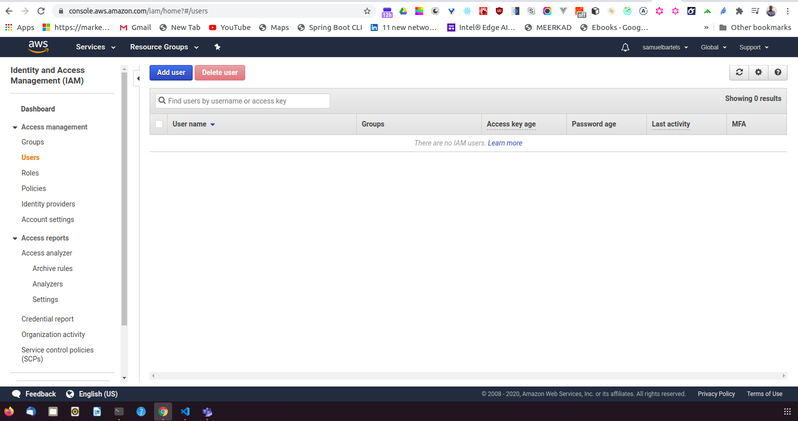 console.aws.amazon.com/iam/home?#/users
Apps
https://marke...
Gmail
New Tab
YouTube
Maps
Spring Boot CLI
11 new netwo...
Intel® Edge AI...
MEERKAD
Ebooks - Goog...
»
Other bookmarks
aws
Services
Resource Groups
samuelbartels
Global
Support
Identity and Access
Management (IAM)
Dashboard
Access management
Groups
Users
Roles
Policies
Identity providers
Account settings
Access reports
Access analyzer
Archive rules
Analyzers
Settings
Credential report
Organization activity
Service control policies
(SCPs)
Add user
Delete user
Find users by username or access key
Showing 0 results
User name
Groups
Access key age
Password age
Last activity
MFA
There are no IAM users. Learn more
Feedback
English (US)
© 2008 - 2020, Amazon Web Services, Inc. or its affiliates. All rights reserved.
Privacy Policy
Terms of Use